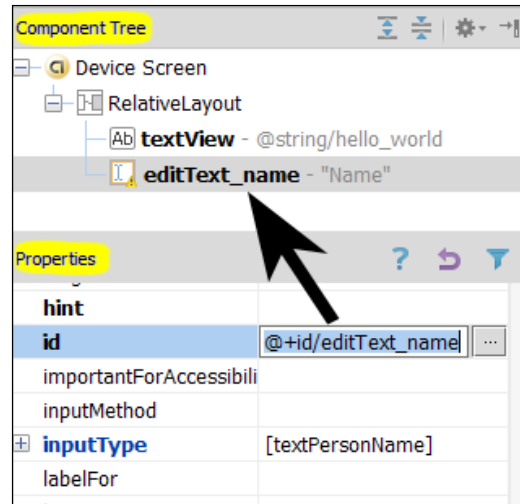 Component Tree
Device Screen
RelativeLayout
Ab textView - @string/hello_world
editText_name - "Name"
Properties
?
hint
id @+id/editText_name ...
importantForAccessibili
inputMethod
inputType [textPersonName]
labelFor